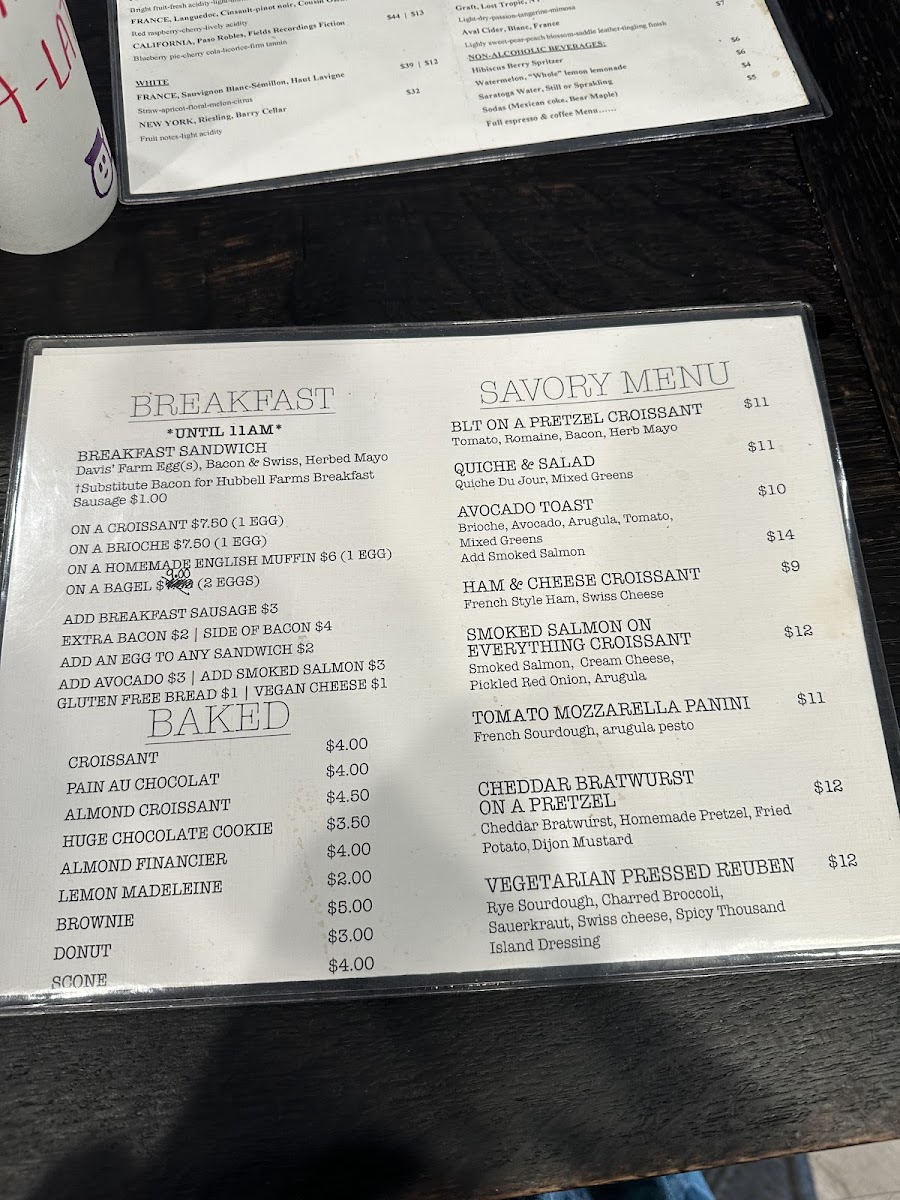 Bright fruit-fresh acidity-light
FRANCE, Languedoc, Cinsault-pinot noir, Cousin
Red raspberry-cherry-lively acidity $44 | $13
CALIFORNIA, Paso Robles, Fields Recordings Fiction
Blueberry pie-cherry cola-licorice-firm tannin
WHITE
FRANCE, Sauvignon Blanc-Sémillon, Haut Lavigne $39 | $12
Straw-apricot-floral-melon-citrus
NEW YORK, Riesling, Barry Cellar $32
Fruit notes-light acidity
Graft, Lost Tropic,
Light-dry-passion-tangerine-mimosa
Aval Cider, Blanc, France $7
Lighly sweet-pear-peach blossom-saddle leather-tingling finish
NON-ALCOHOLIC BEVERAGES:
Hibiscus Berry Spritzer $6
Watermelon, "Whole" lemon lemonade $6
Saratoga Water, Still or Sprakling $4
Sodas (Mexican coke, Bear Maple) $5
Full espresso & coffee Menu......
BREAKFAST
*UNTIL 11AM*
BREAKFAST SANDWICH
Davis' Farm Egg(s), Bacon & Swiss, Herbed Mayo
†Substitute Bacon for Hubbell Farms Breakfast
Sausage $1.00
ON A CROISSANT $7.50 (1 EGG)
ON A BRIOCHE $7.50 (1 EGG)
ON A HOMEMADE ENGLISH MUFFIN $6 (1 EGG)
ON A BAGEL $ 9.00 (2 EGGS)
ADD BREAKFAST SAUSAGE $3
EXTRA BACON $2 | SIDE OF BACON $4
ADD AN EGG TO ANY SANDWICH $2
ADD AVOCADO $3 | ADD SMOKED SALMON $3
GLUTEN FREE BREAD $1 | VEGAN CHEESE $1
BAKED
CROISSANT $4.00
PAIN AU CHOCOLAT $4.00
ALMOND CROISSANT $4.50
HUGE CHOCOLATE COOKIE $3.50
ALMOND FINANCIER $4.00
LEMON MADELEINE $2.00
BROWNIE $5.00
DONUT $3.00
SCONE $4.00
SAVORY MENU
BLT ON A PRETZEL CROISSANT $11
Tomato, Romaine, Bacon, Herb Mayo
QUICHE & SALAD $11
Quiche Du Jour, Mixed Greens
AVOCADO TOAST $10
Brioche, Avocado, Arugula, Tomato,
Mixed Greens
Add Smoked Salmon $14
HAM & CHEESE CROISSANT $9
French Style Ham, Swiss Cheese
SMOKED SALMON ON
EVERYTHING CROISSANT $12
Smoked Salmon, Cream Cheese,
Pickled Red Onion, Arugula
TOMATO MOZZARELLA PANINI $11
French Sourdough, arugula pesto
CHEDDAR BRATWURST
ON A PRETZEL $12
Cheddar Bratwurst, Homemade Pretzel, Fried
Potato, Dijon Mustard
VEGETARIAN PRESSED REUBEN $12
Rye Sourdough, Charred Broccoli,
Sauerkraut, Swiss cheese, Spicy Thousand
Island Dressing